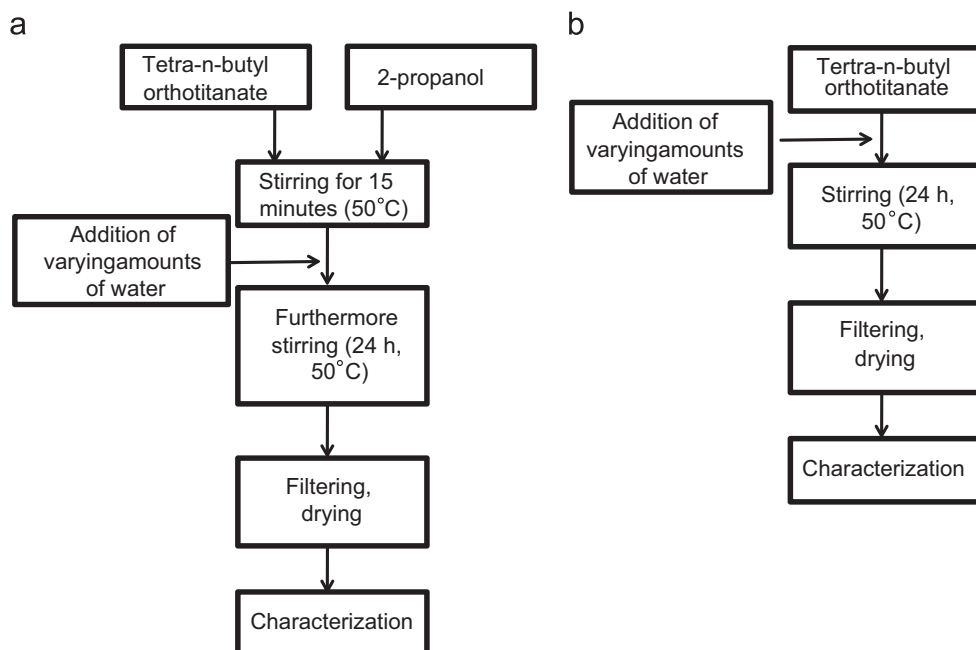 a
Tetra-n-butyl
orthotitanate
2-propanol
Stirring for 15
minutes (50°C)
Addition of
varyingamounts
of water
Furthermore
stirring (24 h,
50°C)
Filtering,
drying
Characterization
b
Tertra-n-butyl
orthotitanate
Addition of
varyingamounts
of water
Stirring (24 h,
50°C)
Filtering,
drying
Characterization